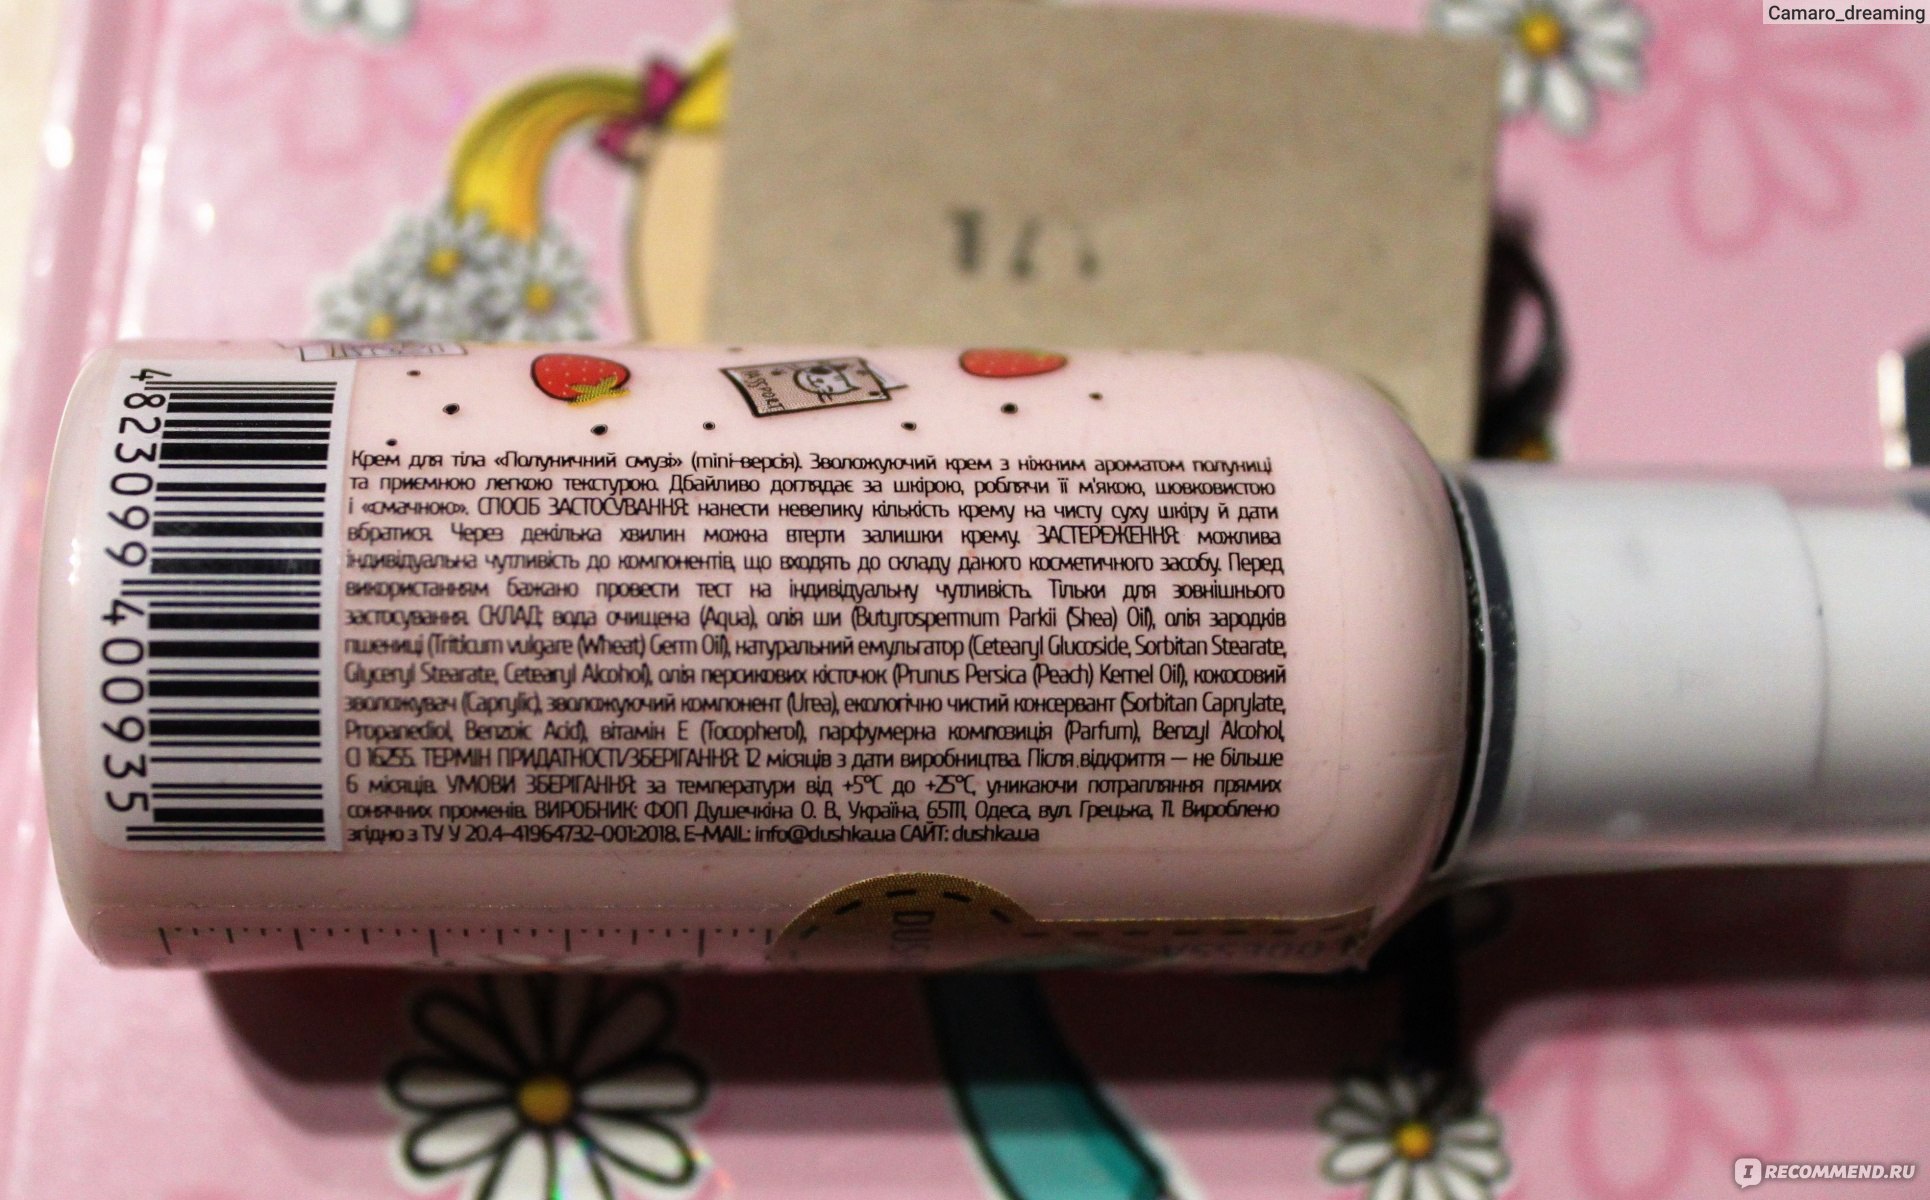 Camaro_dreaming
171
PASSPORT
4823099400935
Крем для тіла «Полуничний смузі» (mini-версія). Зволожуючий крем з ніжним ароматом полуниці
та приємною легкою текстурою. Дбайливо доглядає за шкірою, роблячи її м'якою, шовковистою
і «смачною». СПОСІБ ЗАСТОСУВАННЯ: нанести невелику кількість крему на чисту суху шкіру й дати
вбратися. Через декілька хвилин можна втерти залишки крему. ЗАСТЕРЕЖЕННЯ: можлива
індивідуальна чутливість до компонентів, що входять до складу даного косметичного засобу. Перед
використанням бажано провести тест на індивідуальну чутливість. Тільки для зовнішнього
застосування. СКЛАД: вода очищена (Aqua), олія ши (Butyrospermum Parkii (Shea) Oil), олія зародків
пшениці (Triticum vulgare (Wheat) Germ Oil), натуральний емульгатор (Cetearyl Glucoside, Sorbitan Stearate,
Glyceryl Stearate, Cetearyl Alcohol), олія персикових кісточок (Prunus Persica (Peach) Kernel Oil), кокосовий
зволожувач (Caprylic), зволожуючий компонент (Urea), екологічно чистий консервант (Sorbitan Caprylate,
Propanediol, Benzoic Acid), вітамін Е (Tocopherol), парфумерна композиція (Parfum), Benzyl Alcohol,
CI 16255. ТЕРМІН ПРИДАТНОСТІ/ЗБЕРІГАННЯ: 12 місяців з дати виробництва. Після відкриття — не більше
6 місяців. УМОВИ ЗБЕРІГАННЯ: за температури від +5°С до +25°С, уникаючи потрапляння прямих
сонячних променів. ВИРОБНИК: ФОП Душечкіна О. В., Україна, 65111, Одеса, вул. Грецька, 11. Вироблено
згідно з ТУ У 20.4-41964732-001:2018. E-MAIL: info@dushka.ua САЙТ: dushka.ua
DUS
I RECOMMEND.RU